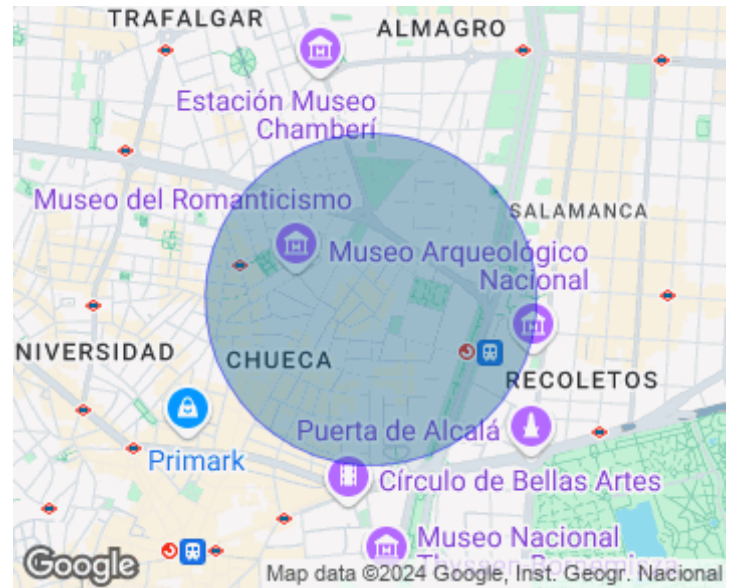 TRAFALGAR
ALMAGRO
Estación Museo
Chamberí
Museo del Romanticismo
SALAMANCA
Museo Arqueológico
Nacional
NIVERSIDAD
CHUECA
RECOLETOS
Puerta de Alcalá
Primark
Círculo de Bellas Artes
Museo Nacional
Google
Map data ©2024 Google, Inst. Geogr. Nacional